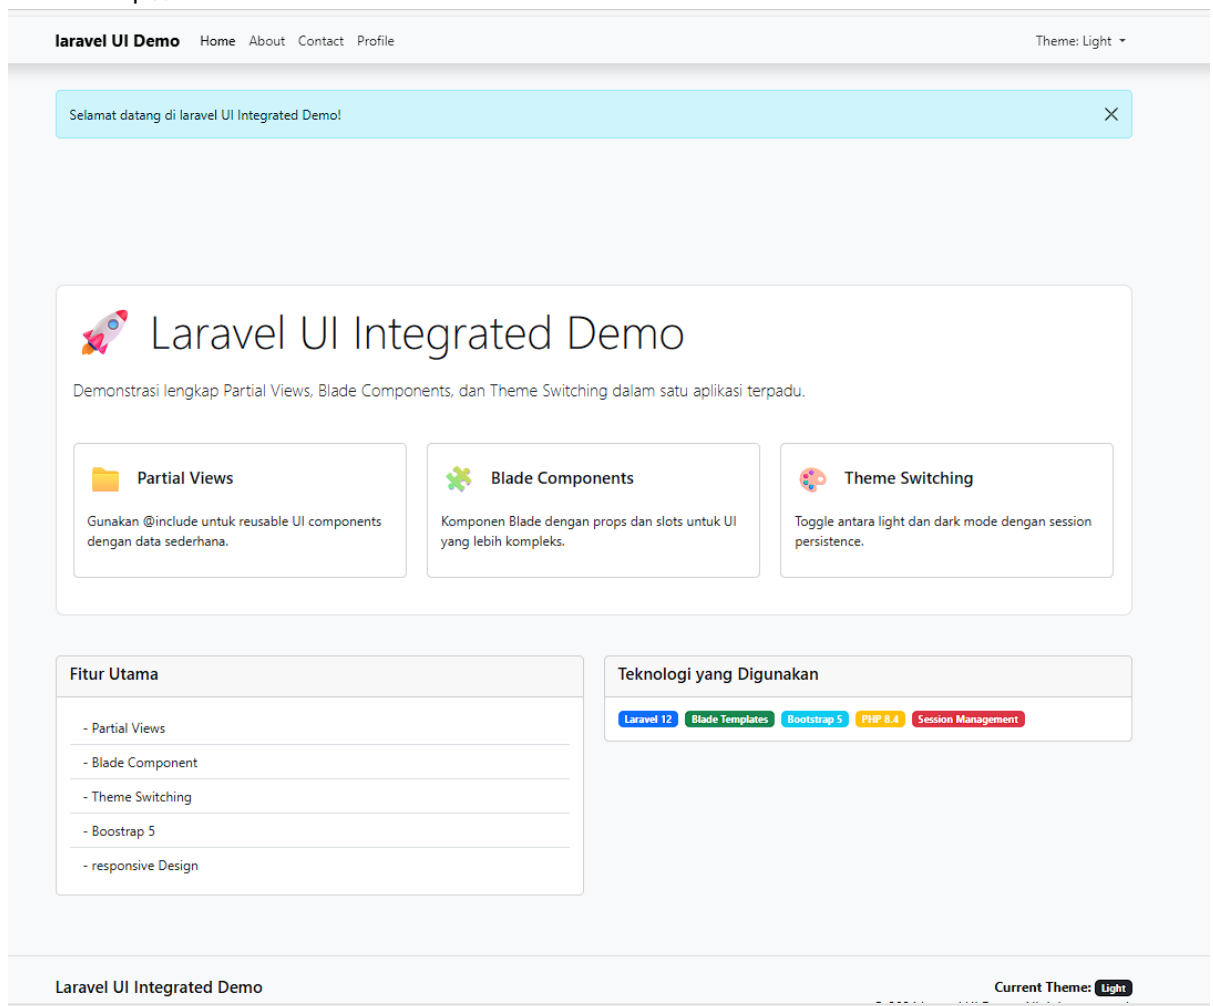 laravel UI Demo Home About Contact Profile Theme: Light
Selamat datang di laravel UI Integrated Demo!
Laravel UI Integrated Demo
Demonstrasi lengkap Partial Views, Blade Components, dan Theme Switching dalam satu aplikasi terpadu.
Partial Views
Gunakan @include untuk reusable UI components
dengan data sederhana.
Blade Components
Komponen Blade dengan props dan slots untuk UI
yang lebih kompleks.
Theme Switching
Toggle antara light dan dark mode dengan session
persistence.
Fitur Utama
- Partial Views
- Blade Component
- Theme Switching
- Boostrap 5
- responsive Design
Teknologi yang Digunakan
Laravel 12 Blade Templates Bootstrap 5 PHP 8.4 Session Management
Laravel UI Integrated Demo
Current Theme: Light